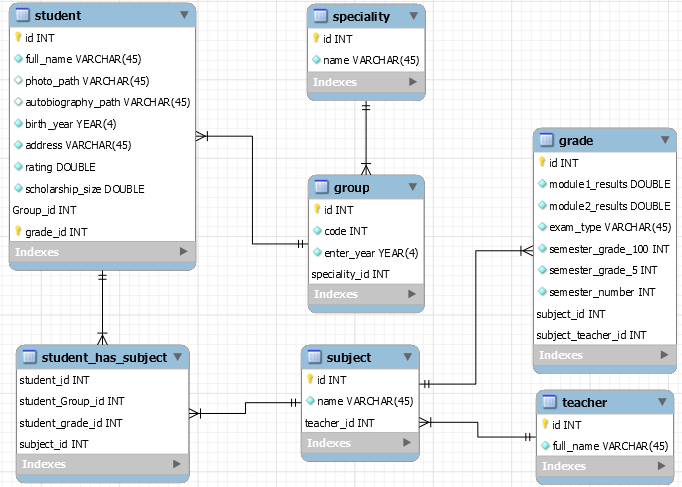 student
id INT
full_name VARCHAR(45)
photo_path VARCHAR(45)
autobiography_path VARCHAR(45)
birth_year YEAR(4)
address VARCHAR(45)
rating DOUBLE
scholarship_size DOUBLE
Group_id INT
grade_id INT
Indexes
speciality
id INT
name VARCHAR(45)
Indexes
group
id INT
code INT
enter_year YEAR(4)
speciality_id INT
Indexes
grade
id INT
module1_results DOUBLE
module2_results DOUBLE
exam_type VARCHAR(45)
semester_grade_100 INT
semester_grade_5 INT
semester_number INT
subject_id INT
subject_teacher_id INT
Indexes
student_has_subject
student_id INT
student_Group_id INT
student_grade_id INT
subject_id INT
Indexes
subject
id INT
name VARCHAR(45)
teacher_id INT
Indexes
teacher
id INT
full_name VARCHAR(45)
Indexes